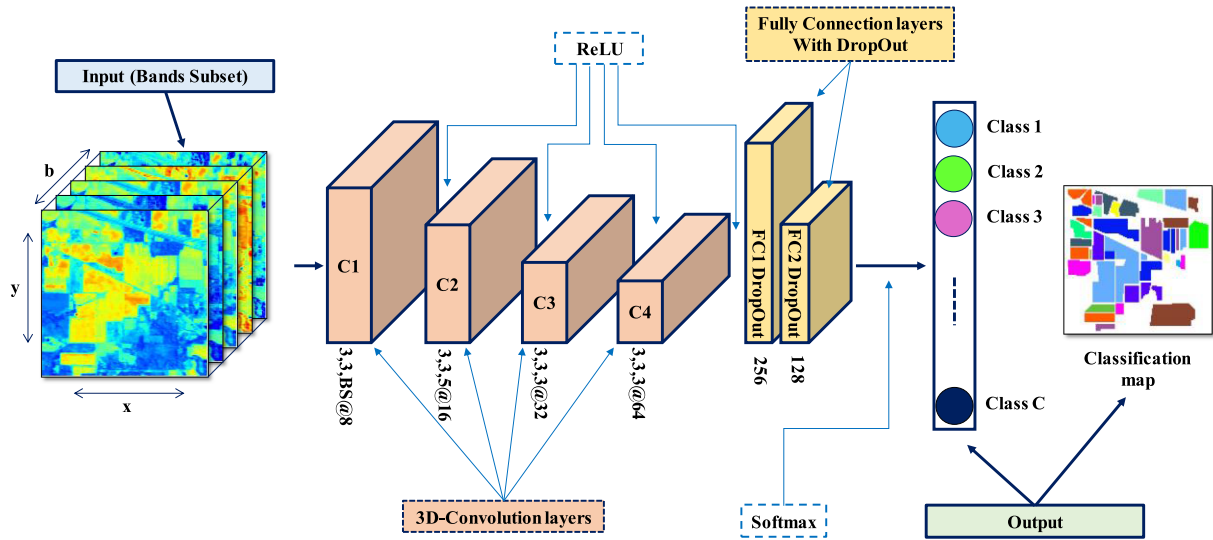 Fully Connection layers
With DropOut
ReLU
Input (Bands Subset)
b
y
x
C1
C2
C3
C4
FC1 DropOut
FC2 DropOut
3,3,BS@8
3,3,5@16
3,3,3@32
3,3,3@64
256
128
Class 1
Class 2
Class 3
Class C
Classification
map
3D-Convolution layers
Softmax
Output